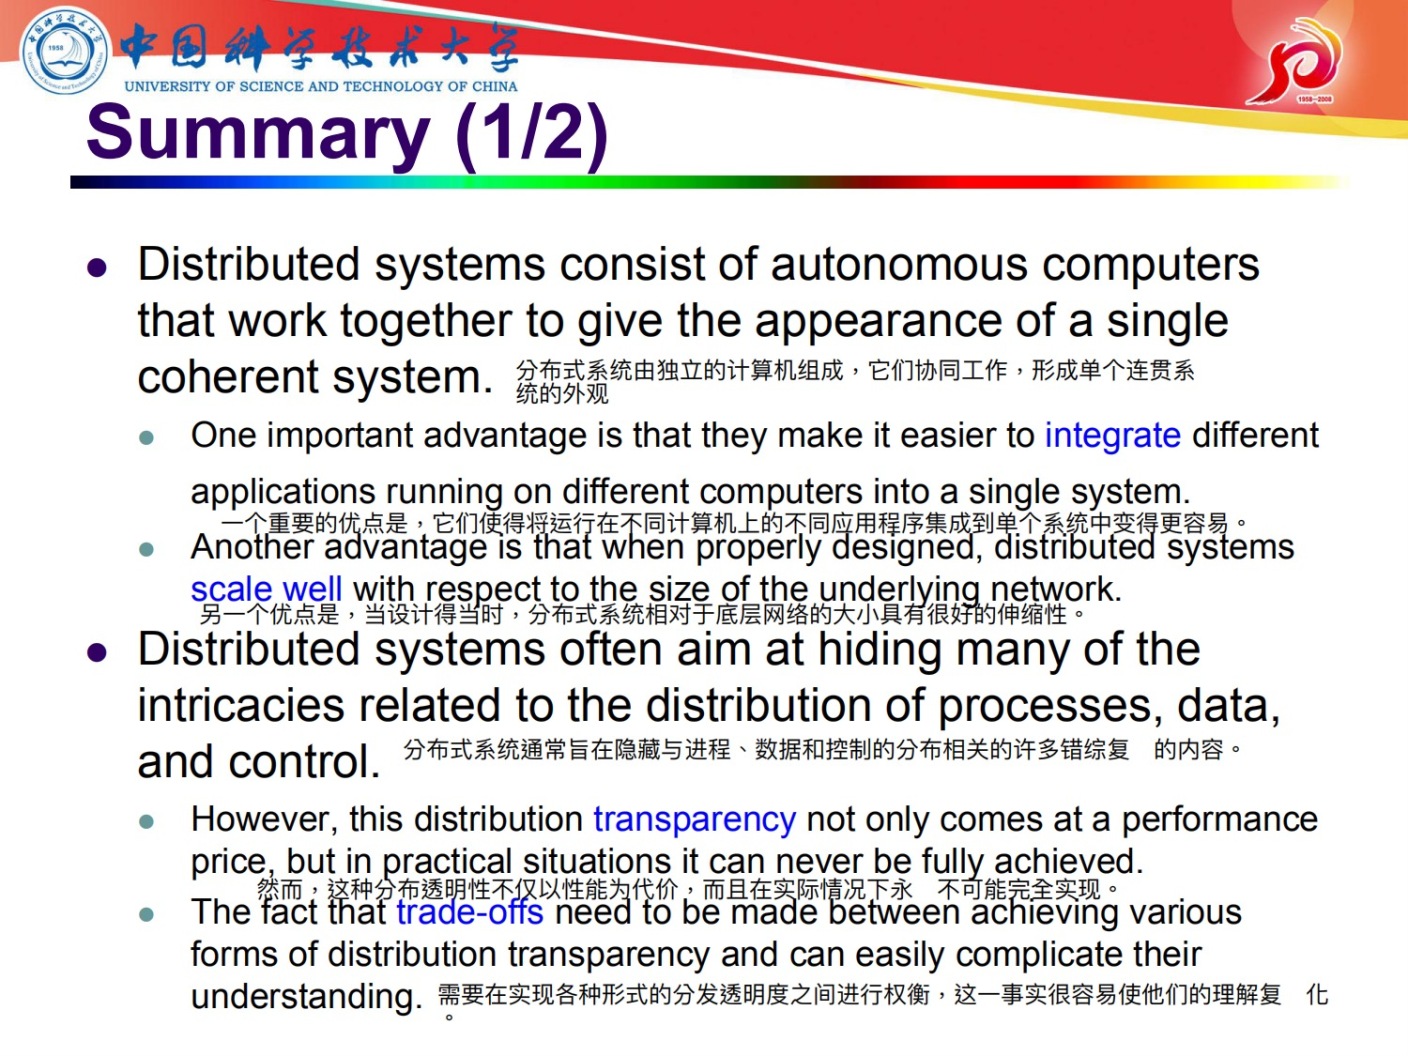 中国科学技术大学
UNIVERSITY OF SCIENCE AND TECHNOLOGY OF CHINA
1958
1958—2008
Summary (1/2)
Distributed systems consist of autonomous computers
that work together to give the appearance of a single
coherent system.
分布式系统由独立的计算机组成，它们协同工作，形成单个连贯系
统的外观
One important advantage is that they make it easier to integrate different
applications running on different computers into a single system.
一个重要的优点是，它们使得将运行在不同计算机上的不同应用程序集成到单个系统中变得更容易。
Another advantage is that when properly designed, distributed systems
scale well with respect to the size of the underlying network.
另一个优点是，当设计得当时，分布式系统相对于底层网络的大小具有很好的伸缩性。
Distributed systems often aim at hiding many of the
intricacies related to the distribution of processes, data,
and control.
分布式系统通常旨在隐藏与进程、数据和控制的分布相关的许多错综复 的内容。
However, this distribution transparency not only comes at a performance
price, but in practical situations it can never be fully achieved.
然而，这种分布透明性不仅以性能为代价，而且在实际情况下永 不可能完全实现。
The fact that trade-offs need to be made between achieving various
forms of distribution transparency and can easily complicate their
understanding.
需要在实现各种形式的分发透明度之间进行权衡，这一事实很容易使他们的理解复 化
。